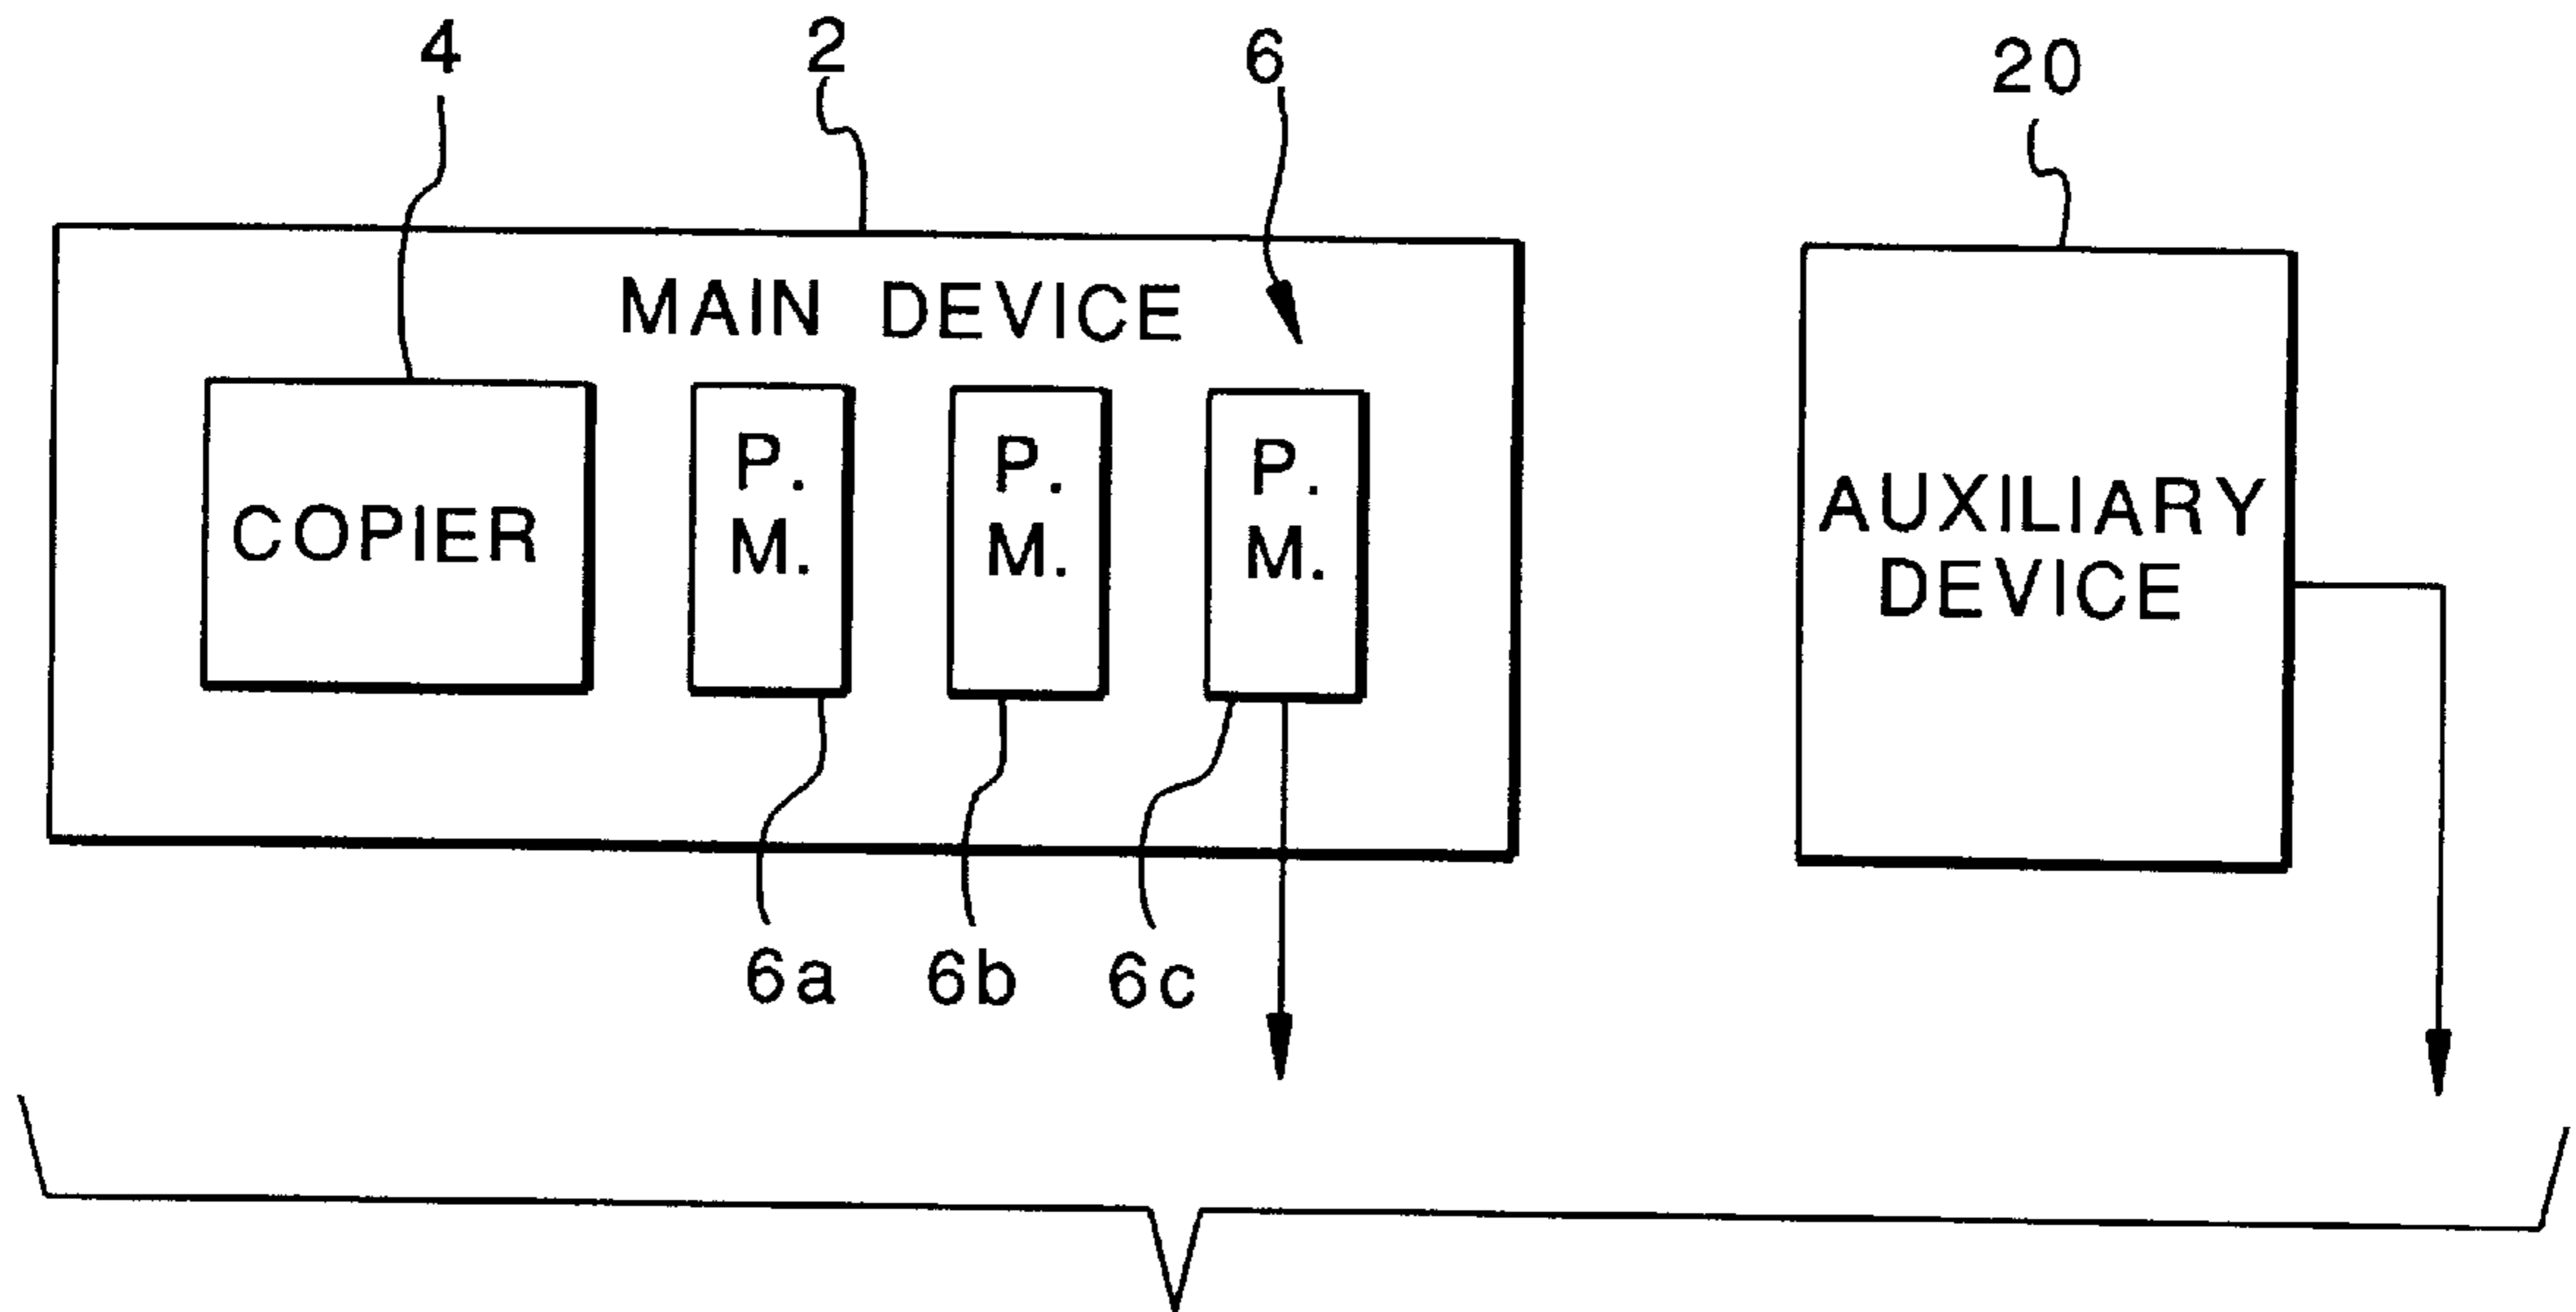 4
2
6
20
MAIN DEVICE
COPIER
P.
M.
P.
M.
P.
M.
AUXILIARY
DEVICE
6a
6b
6c